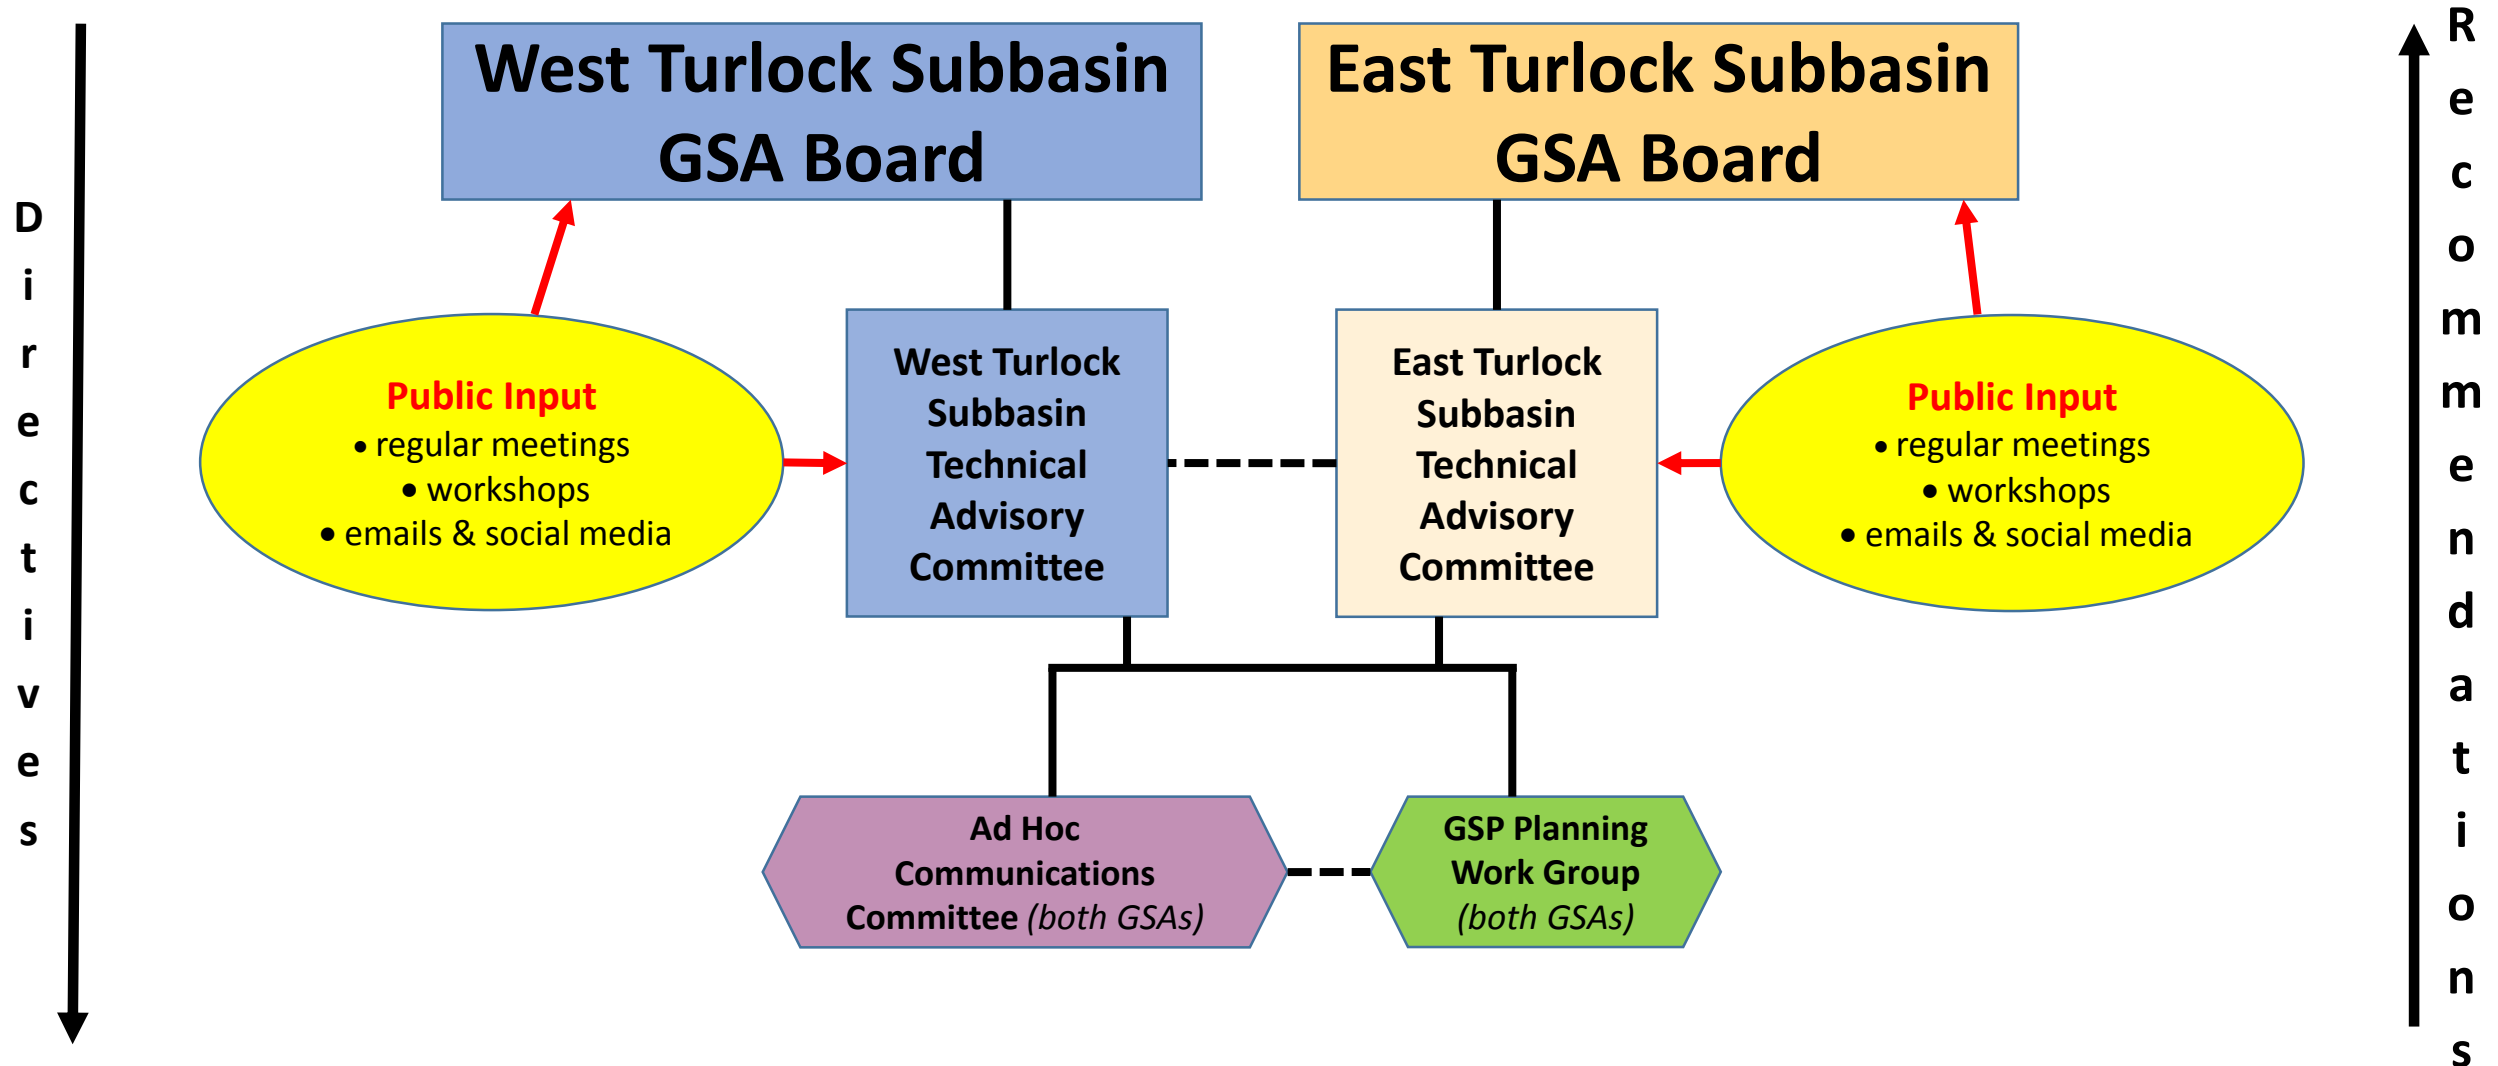 West Turlock Subbasin
GSA Board
East Turlock Subbasin
GSA Board
Directives
Recommendations
Public Input
• regular meetings
• workshops
• emails & social media
West Turlock
Subbasin
Technical
Advisory
Committee
East Turlock
Subbasin
Technical
Advisory
Committee
Public Input
• regular meetings
• workshops
• emails & social media
Ad Hoc
Communications
Committee (both GSAs)
GSP Planning
Work Group
(both GSAs)